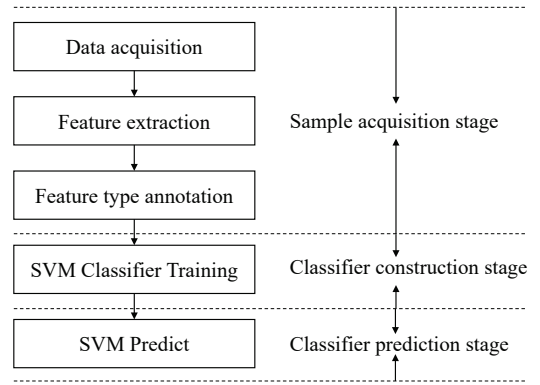 Data acquisition
Feature extraction
Sample acquisition stage
Feature type annotation
SVM Classifier Training
Classifier construction stage
SVM Predict
Classifier prediction stage